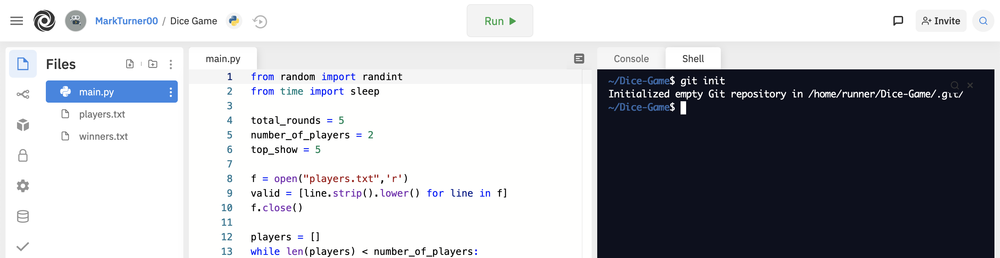 MarkTurner00 / Dice Game
Run
Invite
Files
main.py
players.txt
winners.txt
main.py
1 from random import randint
2 from time import sleep
3
4 total_rounds = 5
5 number_of_players = 2
6 top_show = 5
7
8 f = open("players.txt",'r')
9 valid = [line.strip().lower() for line in f]
10 f.close()
11
12 players = []
13 while len(players) < number_of_players:
Console
Shell
~/Dice-Game$ git init
Initialized empty Git repository in /home/runner/Dice-Game/.git/
~/Dice-Game$